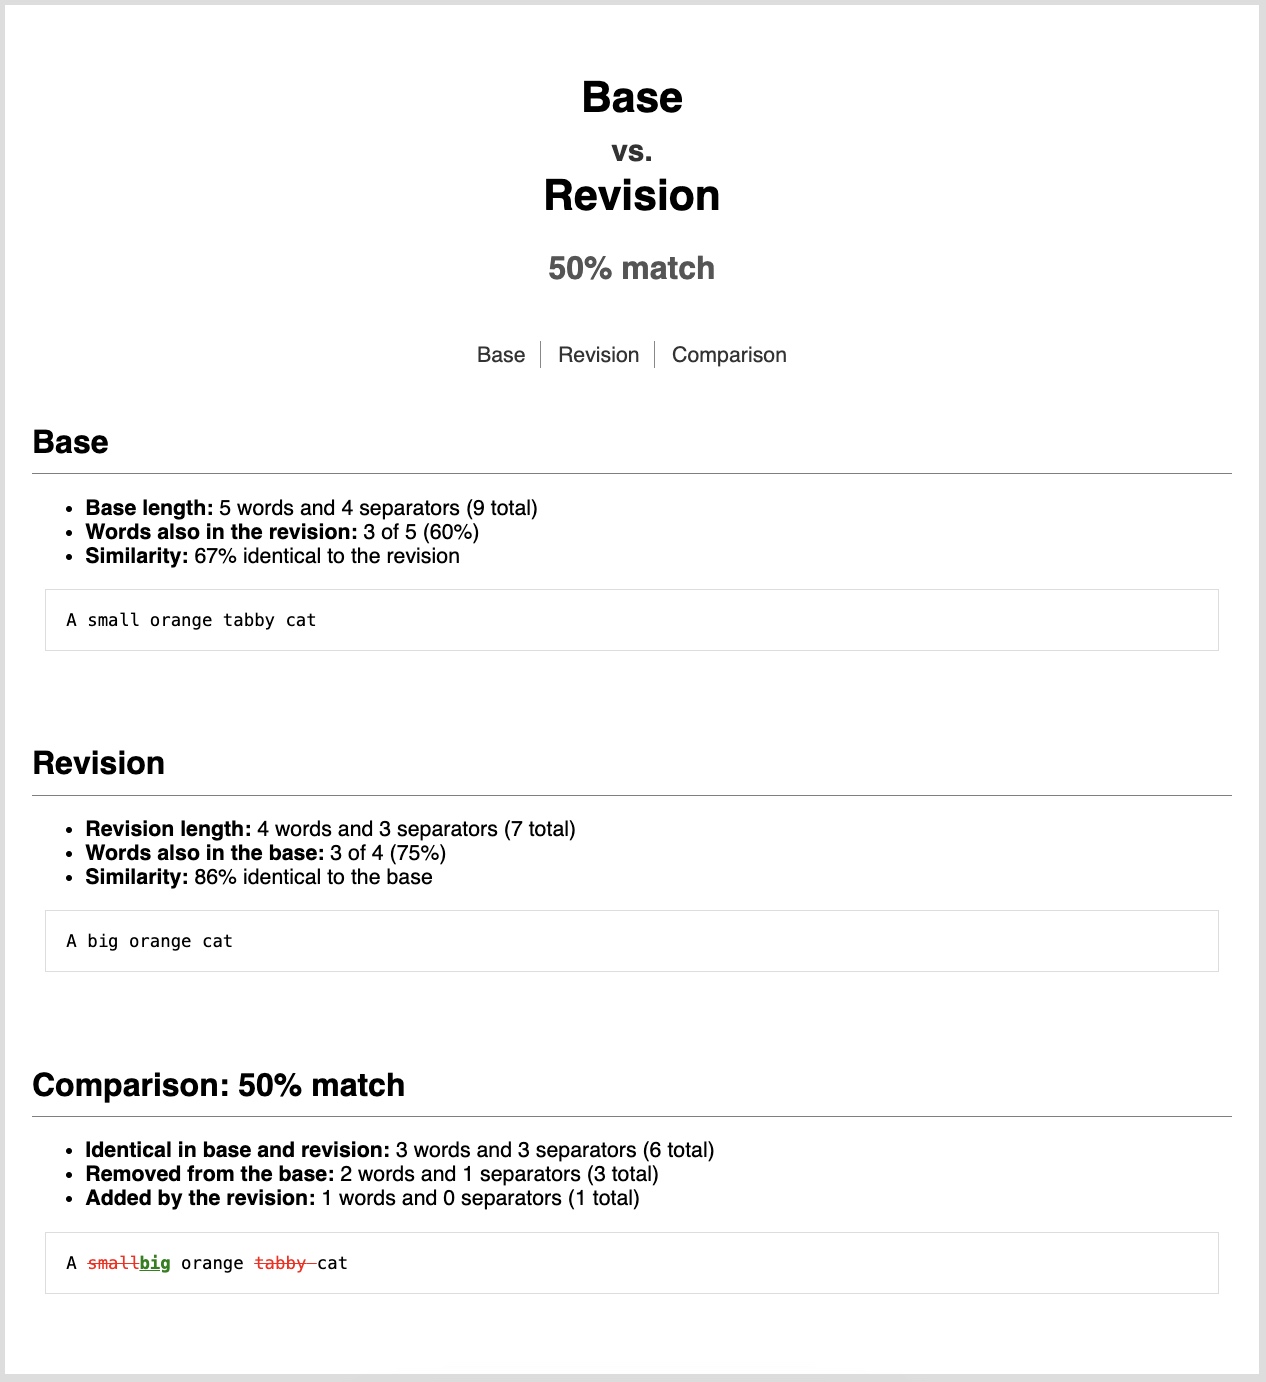 Base
vs.
Revision
50% match
Base Revision Comparison
Base
Base length: 5 words and 4 separators (9 total)
Words also in the revision: 3 of 5 (60%)
Similarity: 67% identical to the revision
A small orange tabby cat
Revision
Revision length: 4 words and 3 separators (7 total)
Words also in the base: 3 of 4 (75%)
Similarity: 86% identical to the base
A big orange cat
Comparison: 50% match
Identical in base and revision: 3 words and 3 separators (6 total)
Removed from the base: 2 words and 1 separators (3 total)
Added by the revision: 1 words and 0 separators (1 total)
A smallbig orange tabby cat